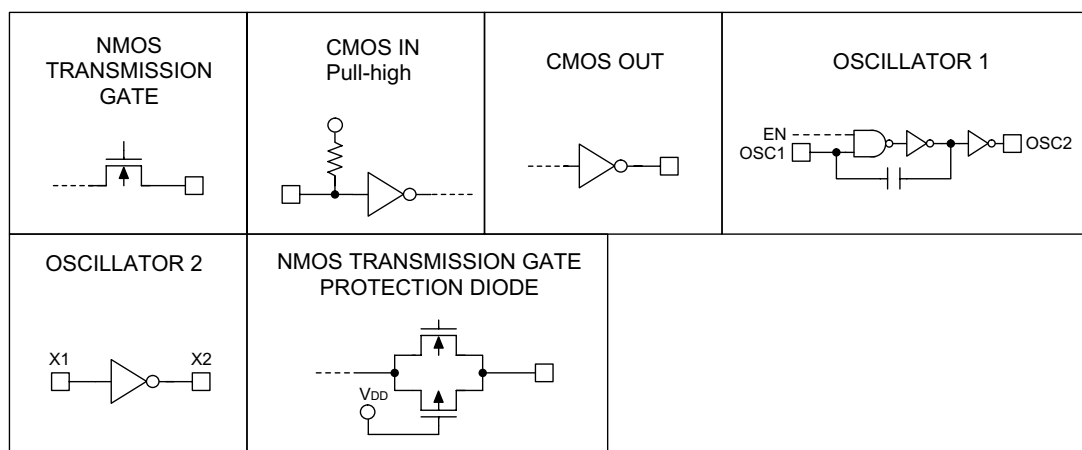 NMOS
TRANSMISSION
GATE
CMOS IN
Pull-high
CMOS OUT
OSCILLATOR 1
EN
OSC1
OSC2
OSCILLATOR 2
X1
X2
NMOS TRANSMISSION GATE
PROTECTION DIODE
VDD